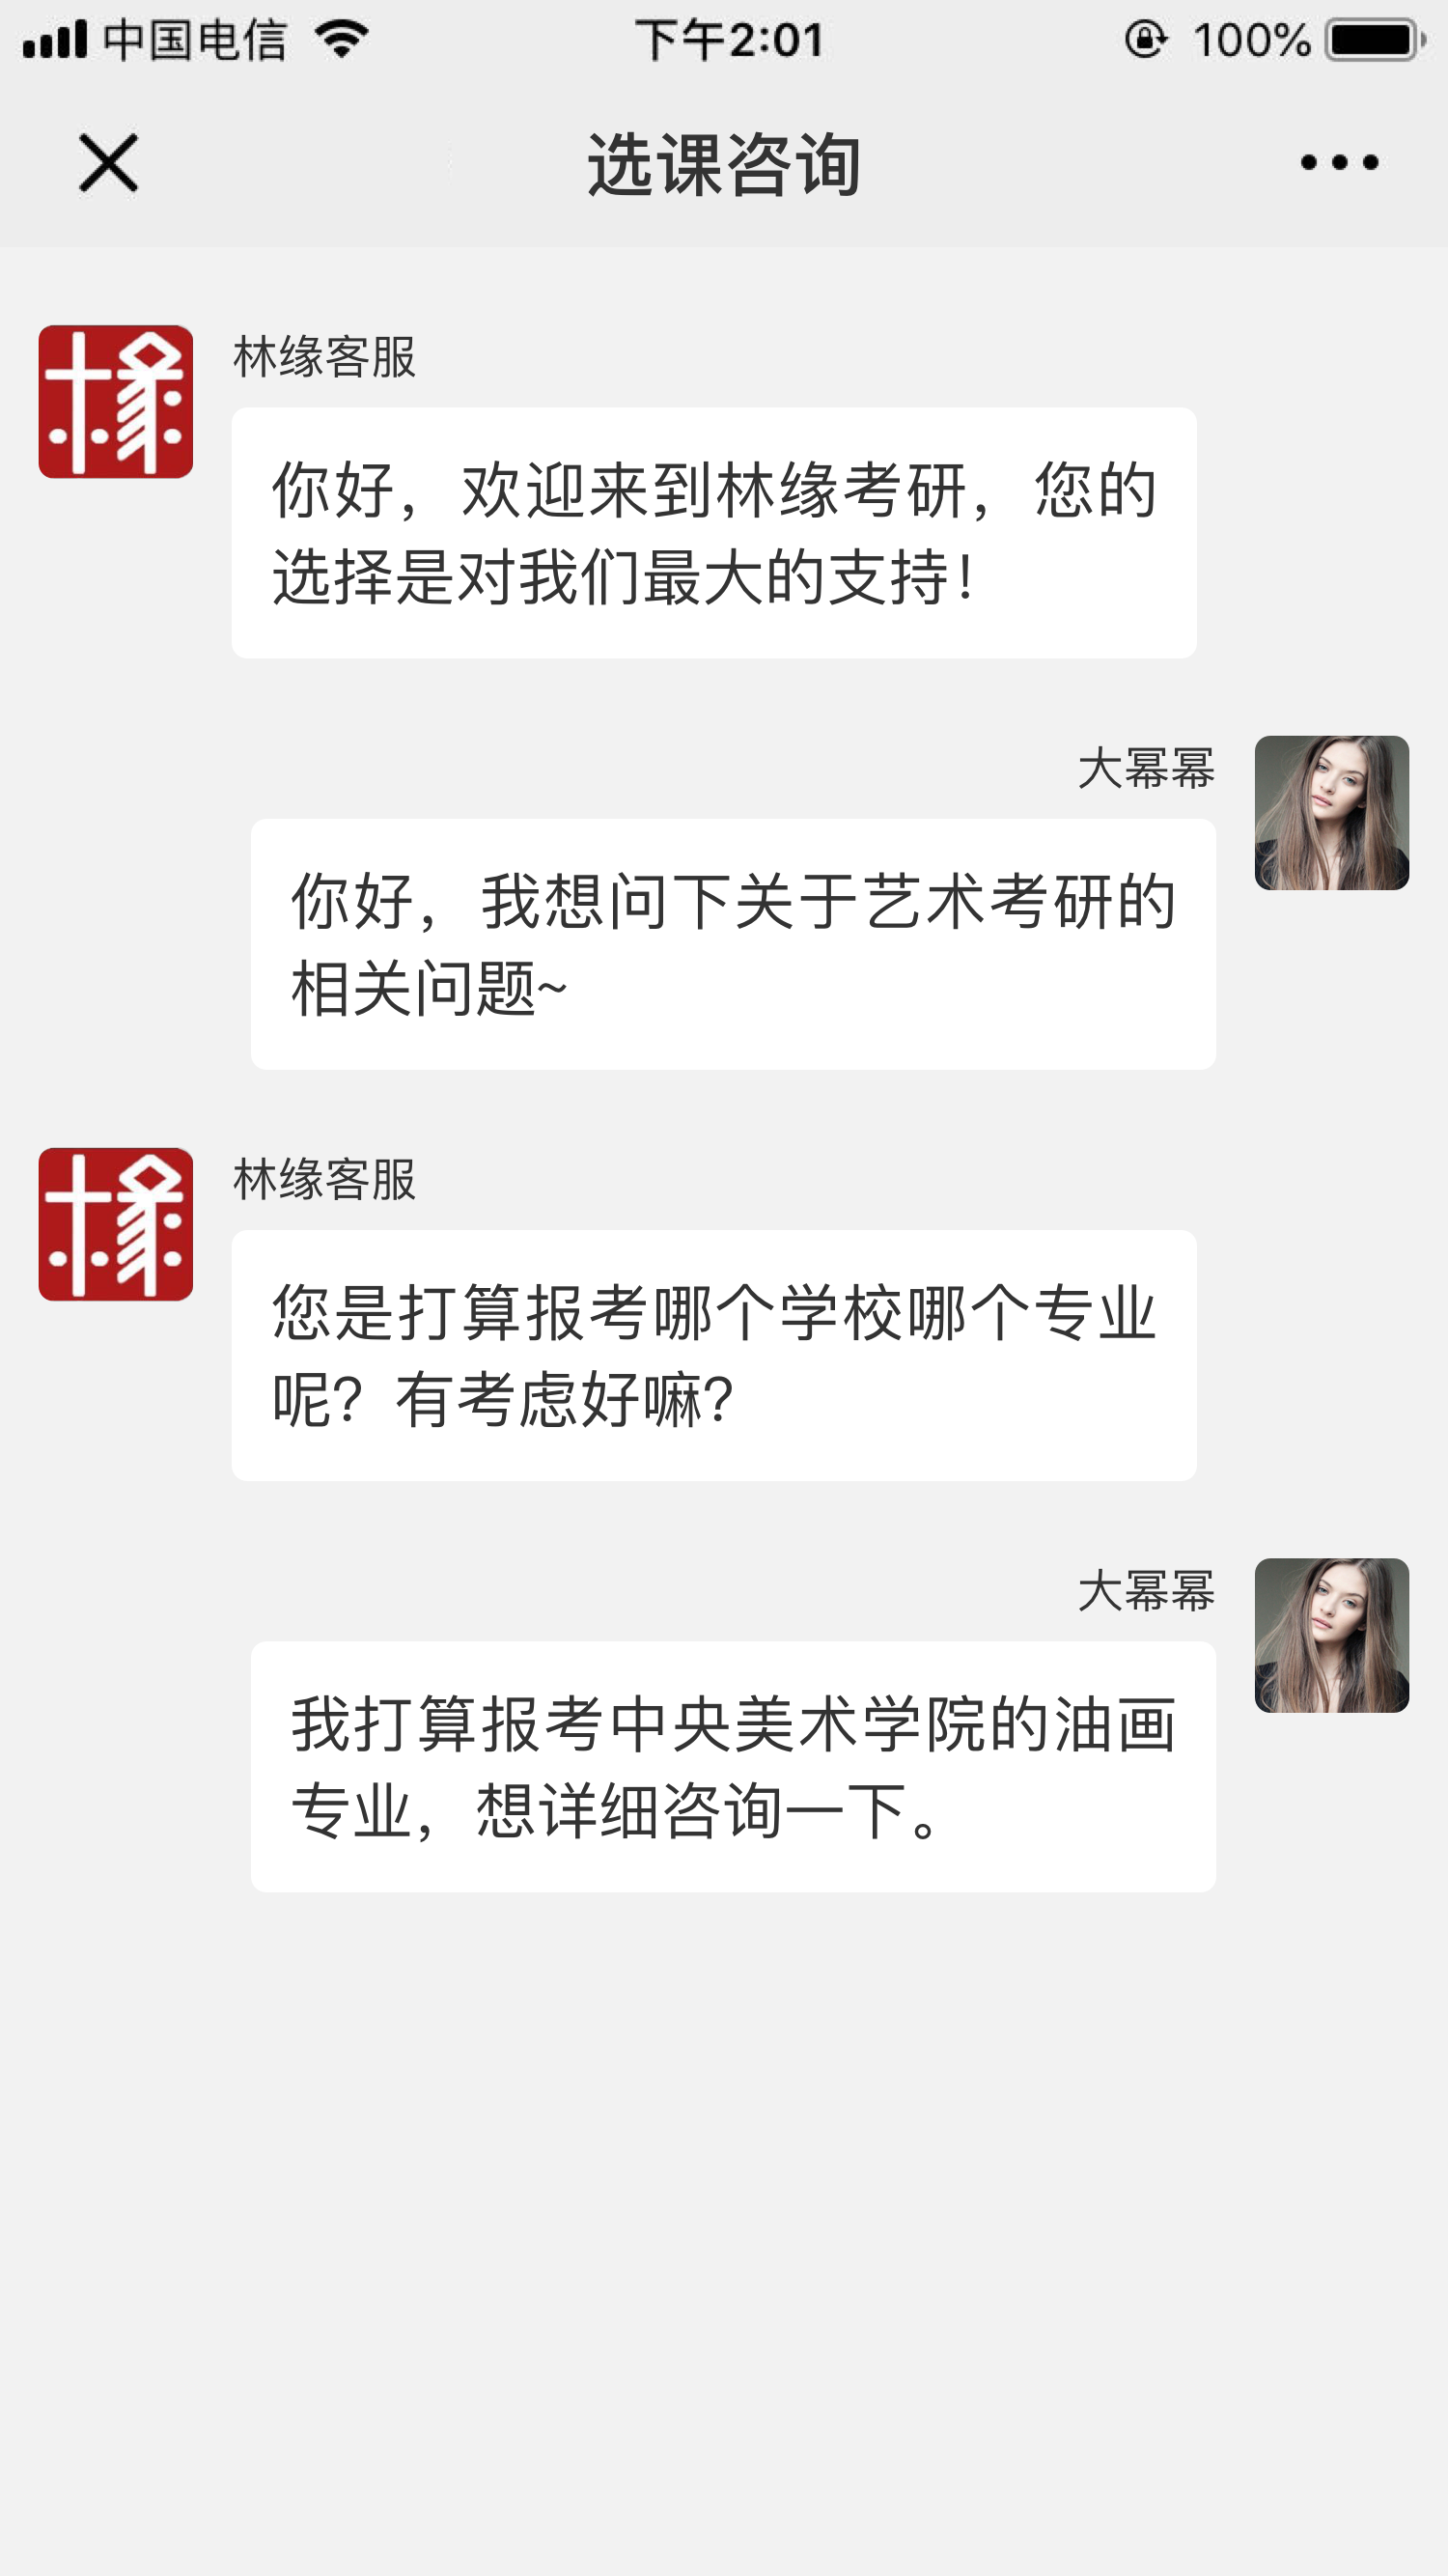 中国电信
下午2:01
100%
选课咨询
林缘客服
你好，欢迎来到林缘考研，您的
选择是对我们最大的支持！
大幂幂
你好，我想问下关于艺术考研的
相关问题~
林缘客服
您是打算报考哪个学校哪个专业
呢？有考虑好嘛？
大幂幂
我打算报考中央美术学院的油画
专业，想详细咨询一下。